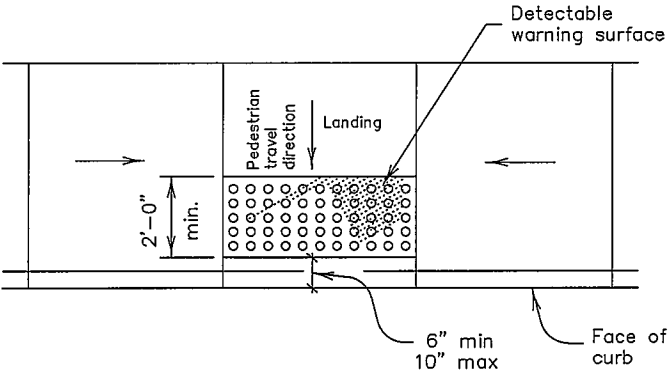 Detectable
warning surface
Pedestrian
travel
direction
Landing
2'-0"
min.
6" min
10" max
Face of
curb